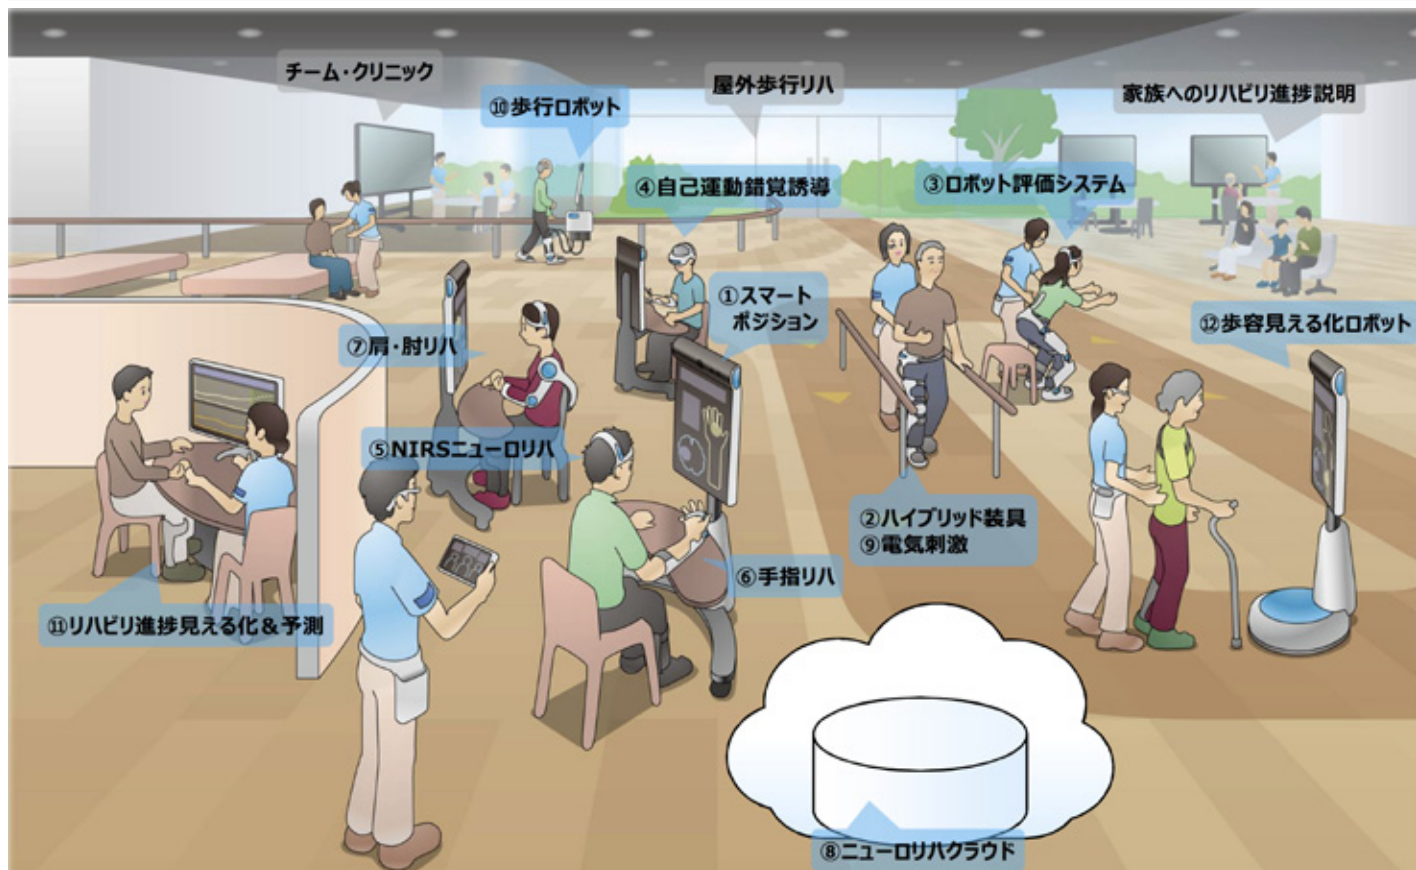 チーム・クリニック
屋外歩行リハ
家族へのリハビリ進捗説明
⑩歩行ロボット
④自己運動錯覚誘導
③ロボット評価システム
①スマート
ポジション
⑦肩・肘リハ
⑫歩容見える化ロボット
⑤NIRSニューロリハ
②ハイブリッド装具
⑨電気刺激
⑥手指リハ
⑪リハビリ進捗見える化&予測
⑧ニューロリハクラウド